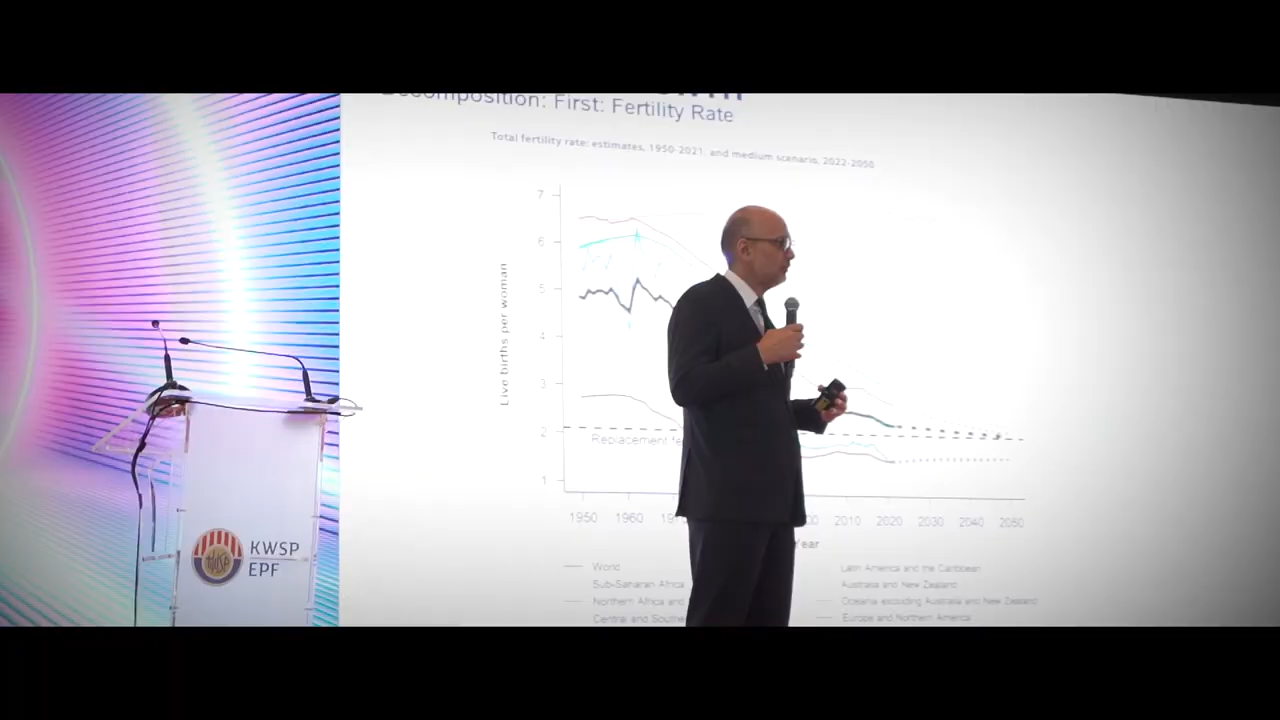 Decomposition: First: Fertility Rate
Total fertility rate: estimates, 1950-2021, and medium scenario, 2022-2050
Live births per woman
7
6
5
4
3
2
1
Replacement
1950 1960 2010 2020 2030 2040 2050
Year
World
Sub-Saharan Africa
Northern Africa and
Central and
Latin America and the Caribbean
Australia and New Zealand
Oceania excluding Australia and New Zealand
Europe and Northern America
KWSP
KWSP
EPF